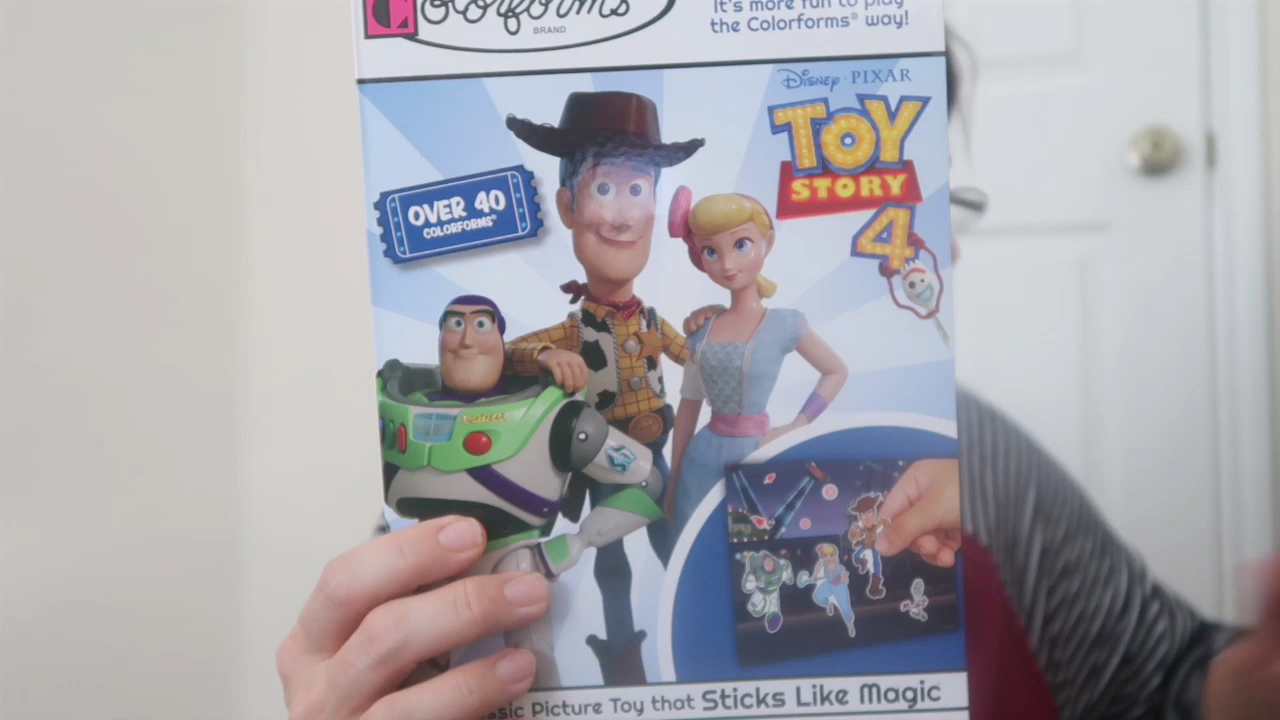 Colorforms
BRAND
It's more fun to play
the Colorforms® way!
Disney · PIXAR
TOY
STORY
4
OVER 40
COLORFORMS®
LIGHTYEAR
Picture Toy that Sticks Like Magic